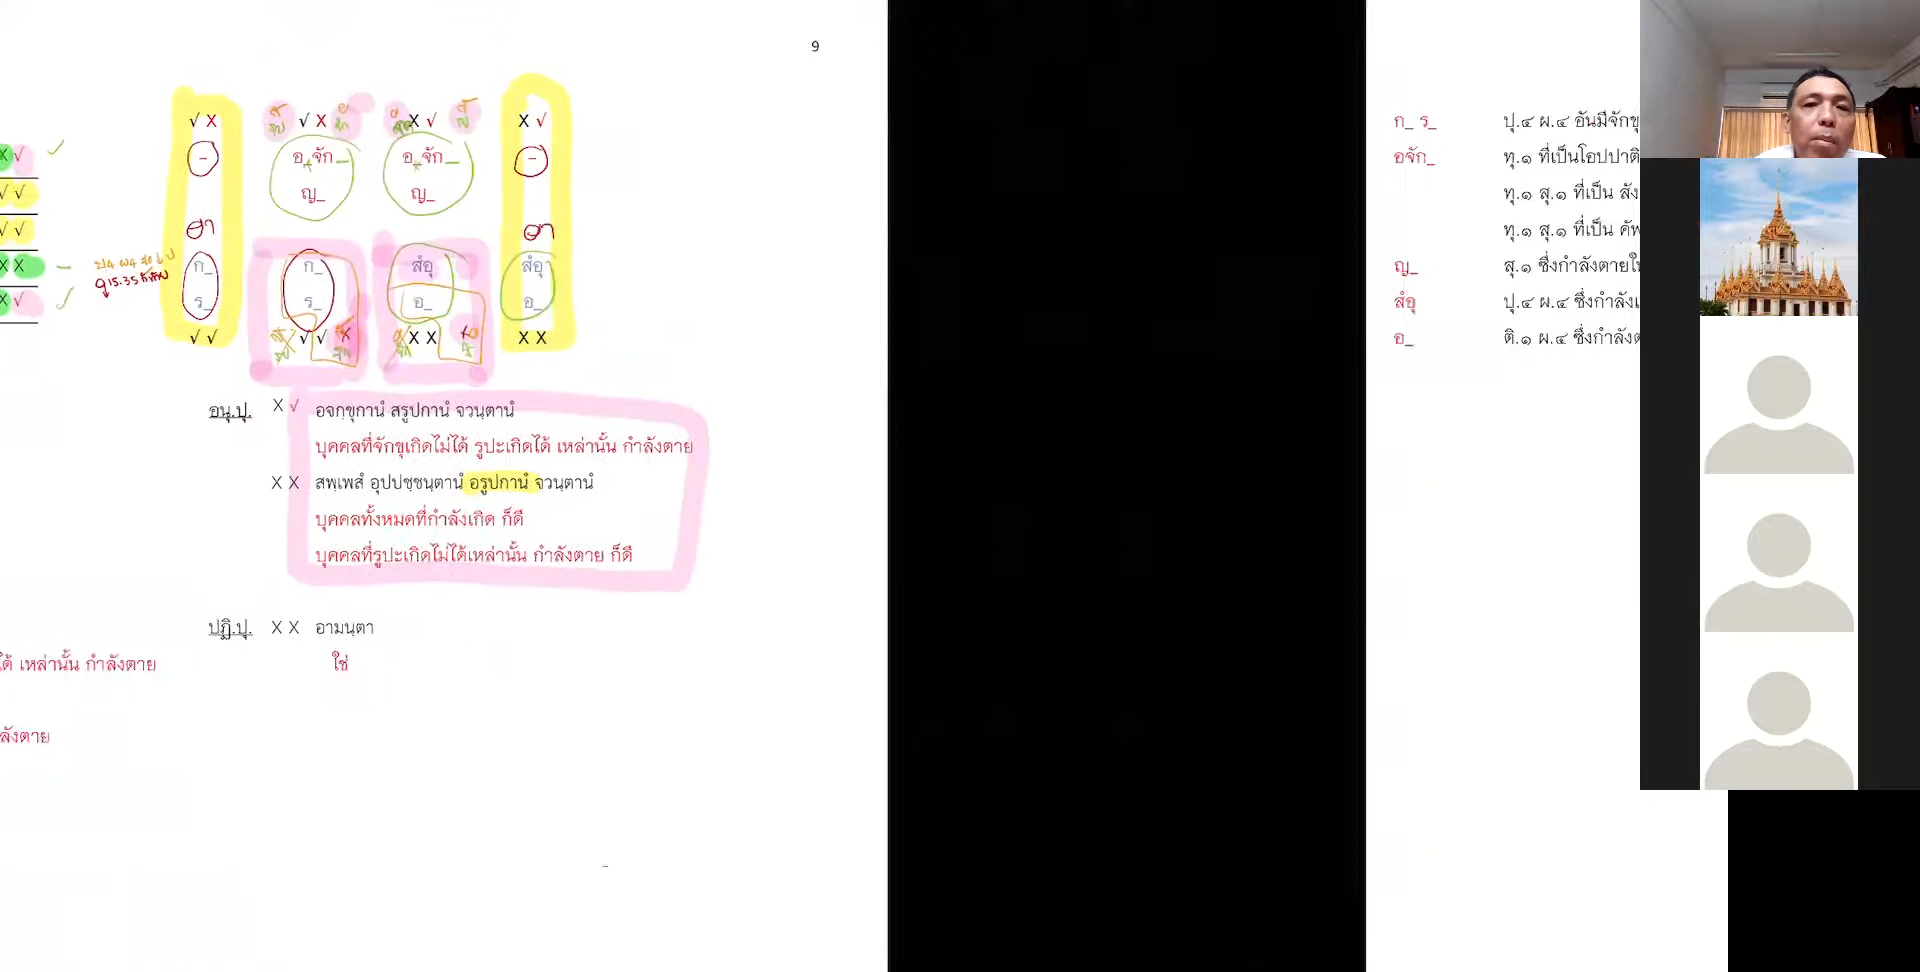 9
√ X √ X X √ X √
X √ - อ_จัก_ อ_จัก_ -
√ √ ญ_ ญ_
√ √
X X ก_ ก_ สํอุ สํอุ
ดู 15.35
X √ ร_ ร_ อ_ อ_
√ √ √ √ X X X X
อนุ.ปุ. X √ อจกฺขุกานํ สรูปกานํ จวนฺตานํ
บุคคลที่จักขุเกิดไม่ได้ รูปะเกิดได้ เหล่านั้น กำลังตาย
X X สพฺเพสํ อุปปชฺชนฺตานํ อรูปกานํ จวนฺตานํ
บุคคลทั้งหมดที่กำลังเกิด ก็ดี
บุคคลที่รูปะเกิดไม่ได้เหล่านั้น กำลังตาย ก็ดี
ปฏิ.ปุ. X X อามนฺตา
ได้ เหล่านั้น กำลังตาย ใช่
ลังตาย
ก_ ร_ ปุ.๔ ผ.๔ อันมีจักขุ
อจัก_ ทุ.๑ ที่เป็นโอปปาติ
ทุ.๑ สุ.๑ ที่เป็น สัง
ทุ.๑ สุ.๑ ที่เป็น คัพ
ญ_ สุ.๑ ซึ่งกำลังตายใ
สํอุ ปุ.๔ ผ.๔ ซึ่งกำลังเ
อ_ ติ.๑ ผ.๔ ซึ่งกำลังต